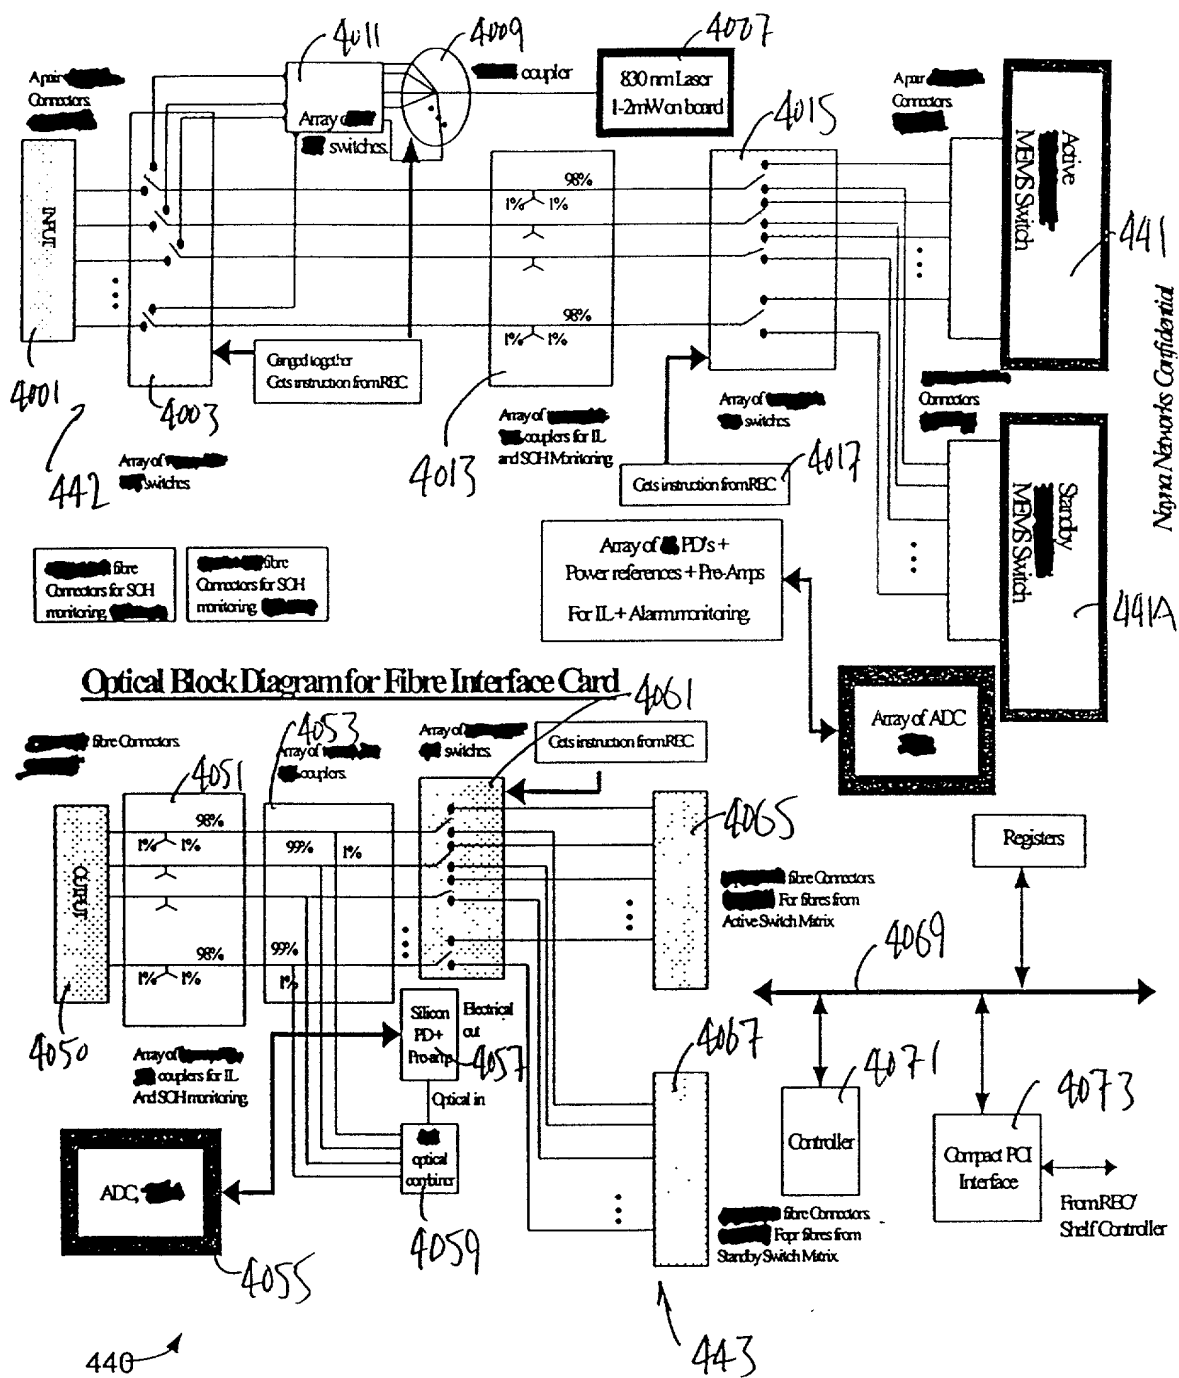 4011
4009
4007
A pair
Connectors.
coupler
830 nm Laser
1-2mW on board
4015
A pair
Connectors.
Array of
switches.
Active
MEMS Switch
INPUT
98%
1% 1%
441
98%
1% 1%
4001
4003
442
Ganged together
Gets instruction from REC
Array of
switches.
4013
Array of
couplers for IL
and SOH Monitoring
Array of
switches.
4017
Gets instruction from REC
Connectors.
Nayna Networks Confidential
Standby
MEMS Switch
441A
fibre
Connectors for SOH
monitoring
fibre
Connectors for SOH
monitoring
Array of PD's +
Power references + Pre-Amps
For IL + Alarm monitoring
Array of ADC
Optical Block Diagram for Fibre Interface Card
4061
fibre Connectors.
4051
4053
Array of
couplers.
Array of
switches.
Gets instruction from REC
OUTPUT
98%
1% 1%
99%
1%
98%
1% 1%
99%
1%
4050
4065
fibre Connectors.
For fibres from
Active Switch Matrix
Registers
4069
Array of
couplers for IL
And SOH monitoring
Silicon
PD+
Pre-amp
4057
Electrical
out
Optical in
optical
combiner
4059
ADC,
4055
4067
fibre Connectors.
Fopr fibres from
Standby Switch Matrix
443
4071
Controller
4073
Compact PCI
Interface
From REC/
Shelf Controller
440